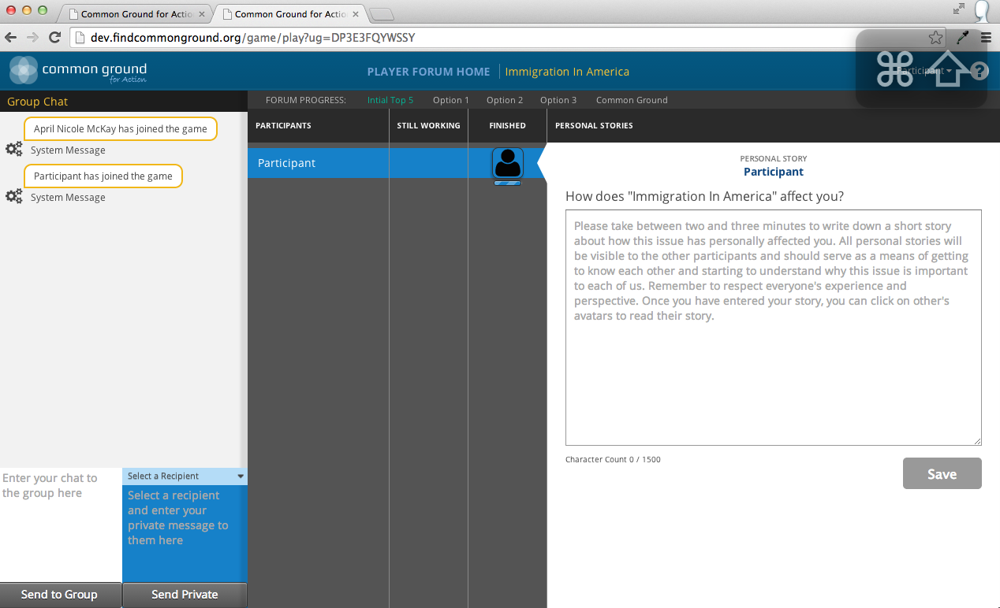 Common Ground for Actio
Common Ground for Actio
dev.findcommonground.org/game/play?ug=DP3E3FQYWSSY
common ground
for Action
PLAYER FORUM HOME
Immigration In America
Participant
?
Group Chat
FORUM PROGRESS:
Intial Top 5
Option 1
Option 2
Option 3
Common Ground
April Nicole McKay has joined the game
System Message
Participant has joined the game
System Message
PARTICIPANTS
STILL WORKING
FINISHED
PERSONAL STORIES
Participant
PERSONAL STORY
Participant
How does "Immigration In America" affect you?
Please take between two and three minutes to write down a short story
about how this issue has personally affected you. All personal stories will
be visible to the other participants and should serve as a means of getting
to know each other and starting to understand why this issue is important
to each of us. Remember to respect everyone's experience and
perspective. Once you have entered your story, you can click on other's
avatars to read their story.
Character Count 0 / 1500
Save
Enter your chat to
the group here
Select a Recipient
Select a recipient
and enter your
private message to
them here
Send to Group
Send Private